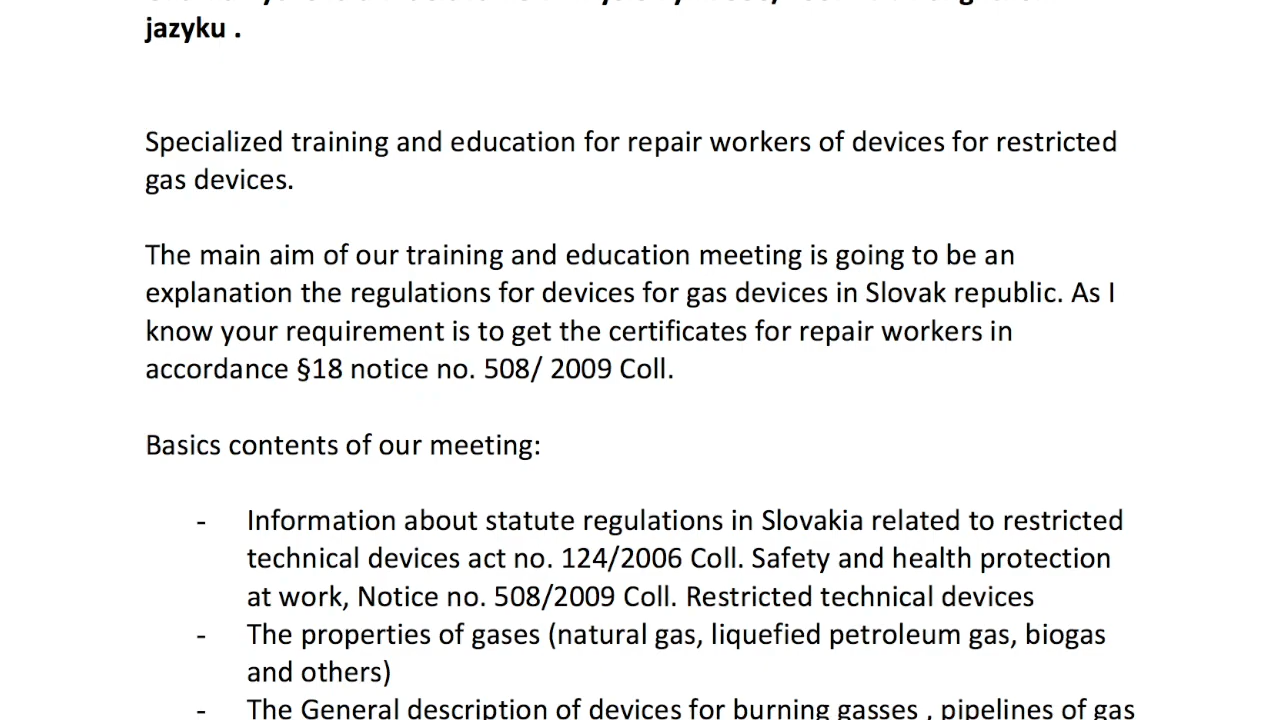 jazyku .
Specialized training and education for repair workers of devices for restricted
gas devices.
The main aim of our training and education meeting is going to be an
explanation the regulations for devices for gas devices in Slovak republic. As I
know your requirement is to get the certificates for repair workers in
accordance §18 notice no. 508/ 2009 Coll.
Basics contents of our meeting:
- Information about statute regulations in Slovakia related to restricted
technical devices act no. 124/2006 Coll. Safety and health protection
at work, Notice no. 508/2009 Coll. Restricted technical devices
- The properties of gases (natural gas, liquefied petroleum gas, biogas
and others)
- The General description of devices for burning gasses , pipelines of gas